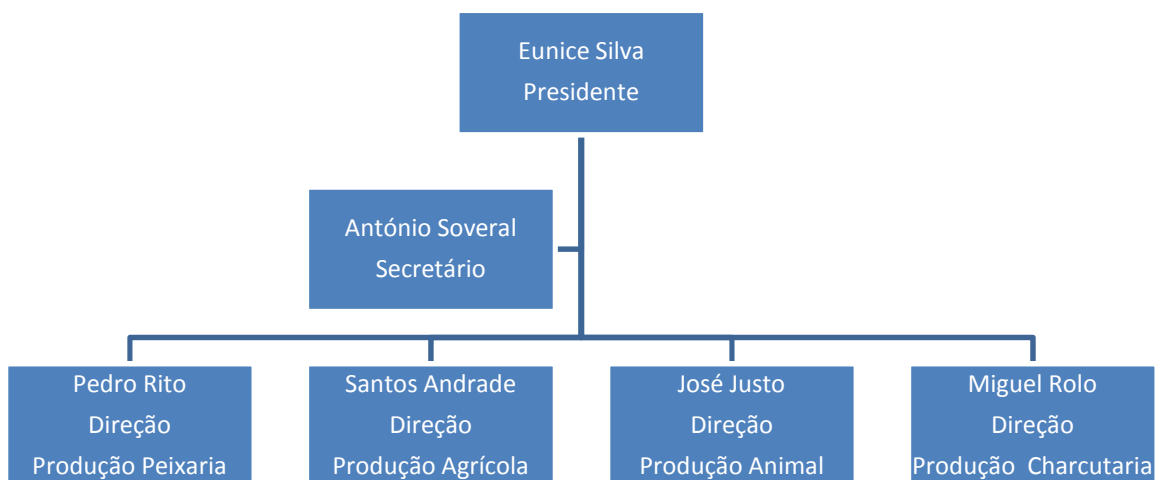 Eunice Silva
Presidente
António Soveral
Secretário
Pedro Rito
Direção
Produção Peixaria
Santos Andrade
Direção
Produção Agrícola
José Justo
Direção
Produção Animal
Miguel Rolo
Direção
Produção Charcutaria